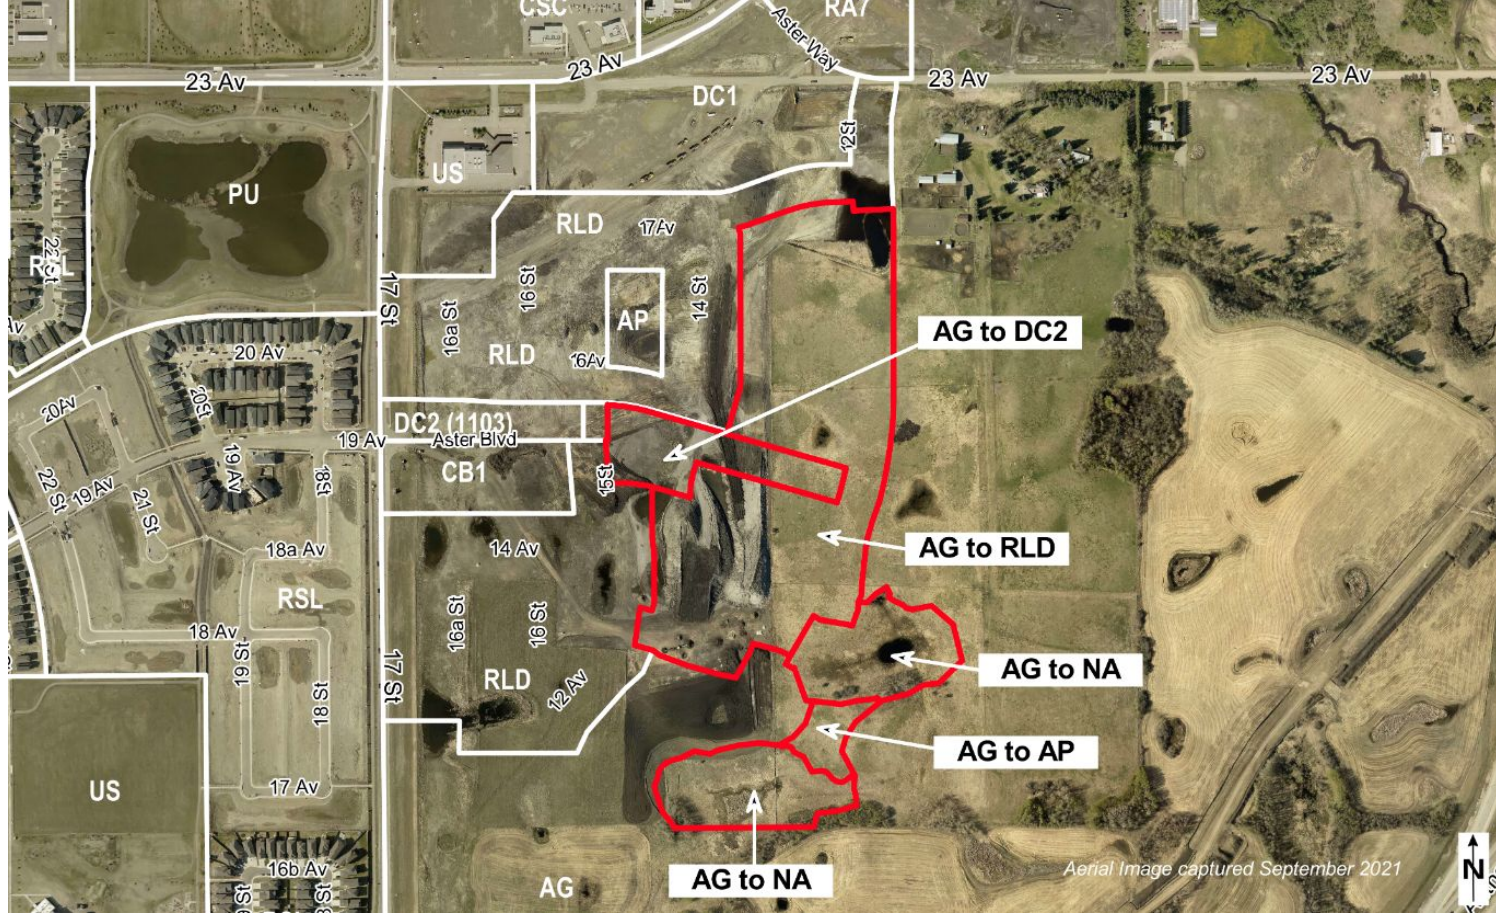 CSC
RA7
Aster Way
23 Av
23 Av
23 Av
23 Av
DC1
12St
US
PU
RLD
17Av
22St
17 St
16 St
14 St
AP
16a St
RLD
16Av
AG to DC2
20 Av
20St
20Av
DC2 (1103)
19 Av
Aster Blvd
CB1
15St
19 Av
18St
22 St
19 Av
21 St
14 Av
18a Av
AG to RLD
RSL
16a St
16 St
18 Av
19 St
17 St
18 St
RLD
12 Av
AG to NA
AG to AP
US
17 Av
16b Av
AG
AG to NA
Aerial Image captured September 2021
N